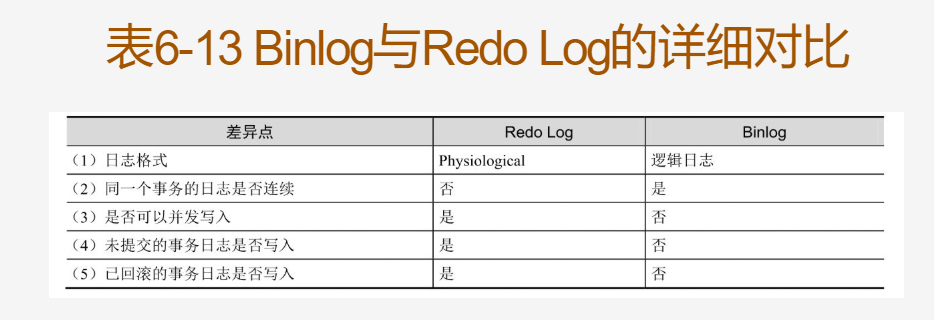 表6-13 Binlog与Redo Log的详细对比
差异点 Redo Log Binlog
（1）日志格式 Physiological 逻辑日志
（2）同一个事务的日志是否连续 否 是
（3）是否可以并发写入 是 否
（4）未提交的事务日志是否写入 是 否
（5）已回滚的事务日志是否写入 是 否